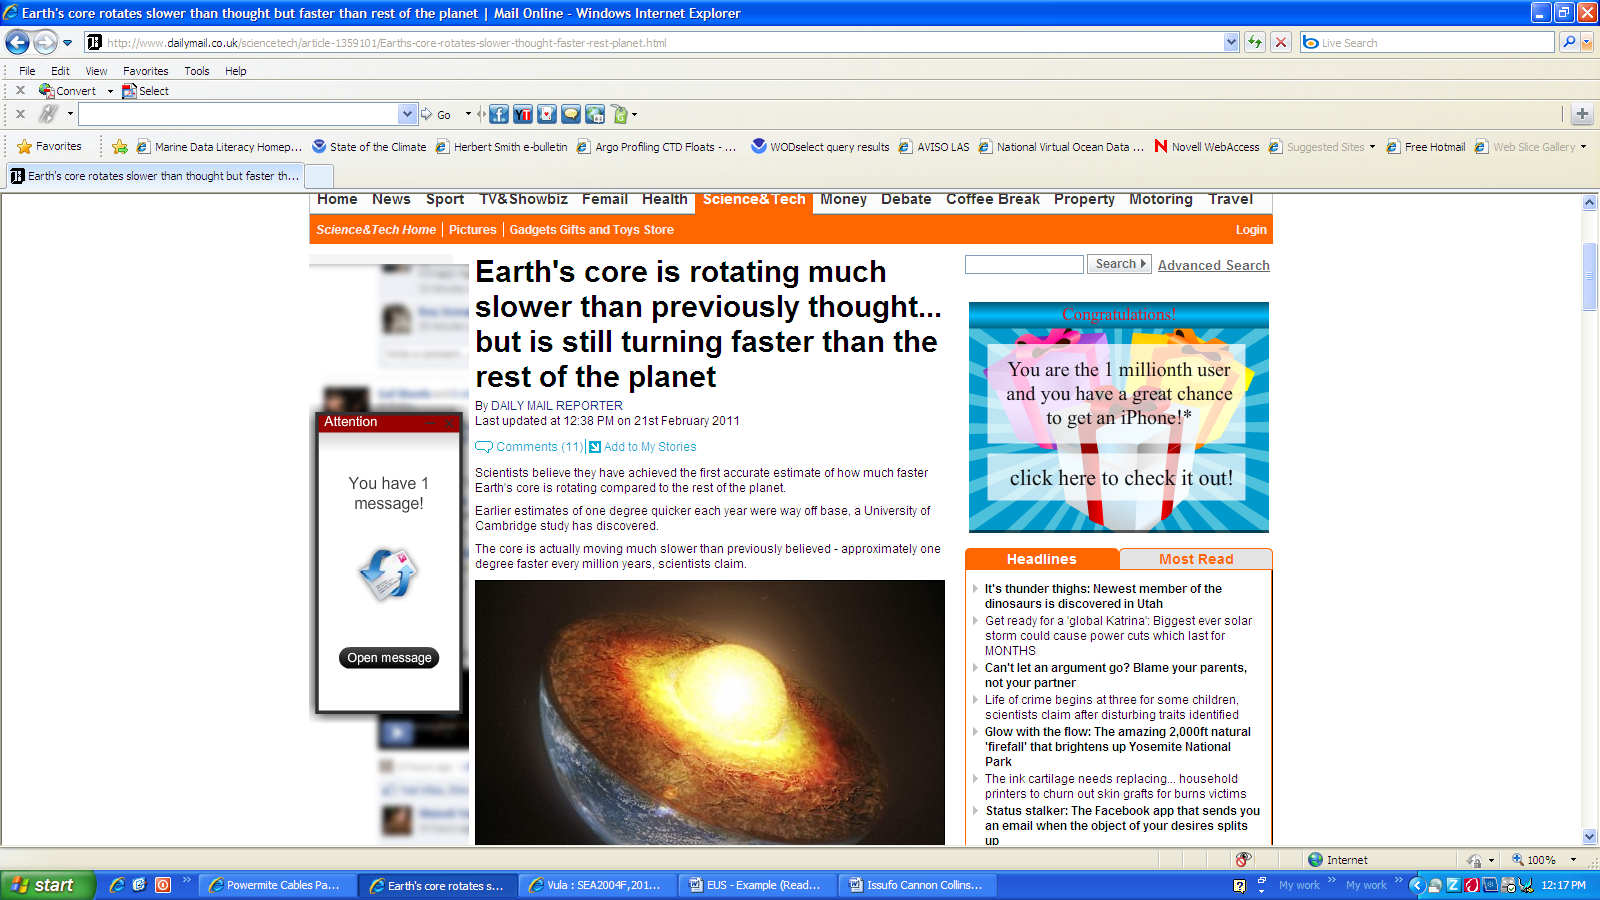 Earth's core rotates slower than thought but faster than rest of the planet | Mail Online - Windows Internet Explorer
http://www.dailymail.co.uk/sciencetech/article-1359101/Earths-core-rotates-slower-thought-faster-rest-planet.html
Live Search
File Edit View Favorites Tools Help
Convert Select
Go
Favorites Marine Data Literacy Homep... State of the Climate Herbert Smith e-bulletin Argo Profiling CTD Floats - ... WODselect query results AVISO LAS National Virtual Ocean Data ... Novell WebAccess Suggested Sites Free Hotmail Web Slice Gallery
Earth's core rotates slower than thought but faster th...
Home News Sport TV&Showbiz Femail Health Science&Tech Money Debate Coffee Break Property Motoring Travel
Science&Tech Home Pictures Gadgets Gifts and Toys Store Login
Earth's core is rotating much
slower than previously thought...
but is still turning faster than the
rest of the planet
By DAILY MAIL REPORTER
Last updated at 12:38 PM on 21st February 2011
Comments (11) Add to My Stories
Scientists believe they have achieved the first accurate estimate of how much faster
Earth's core is rotating compared to the rest of the planet.
Earlier estimates of one degree quicker each year were way off base, a University of
Cambridge study has discovered.
The core is actually moving much slower than previously believed - approximately one
degree faster every million years, scientists claim.
Attention
You have 1
message!
Open message
Search Advanced Search
Congratulations!
You are the 1 millionth user
and you have a great chance
to get an iPhone!*
click here to check it out!
Headlines Most Read
It's thunder thighs: Newest member of the
dinosaurs is discovered in Utah
Get ready for a 'global Katrina': Biggest ever solar
storm could cause power cuts which last for
MONTHS
Can't let an argument go? Blame your parents,
not your partner
Life of crime begins at three for some children,
scientists claim after disturbing traits identified
Glow with the flow: The amazing 2,000ft natural
'firefall' that brightens up Yosemite National
Park
The ink cartilage needs replacing... household
printers to churn out skin grafts for burns victims
Status stalker: The Facebook app that sends you
an email when the object of your desires splits
up
Internet 100%
start Powermite Cables Pa... Earth's core rotates s... Vula : SEA2004F,201... EUS - Example (Read... Issufo Cannon Collins... My work My work 12:17 PM